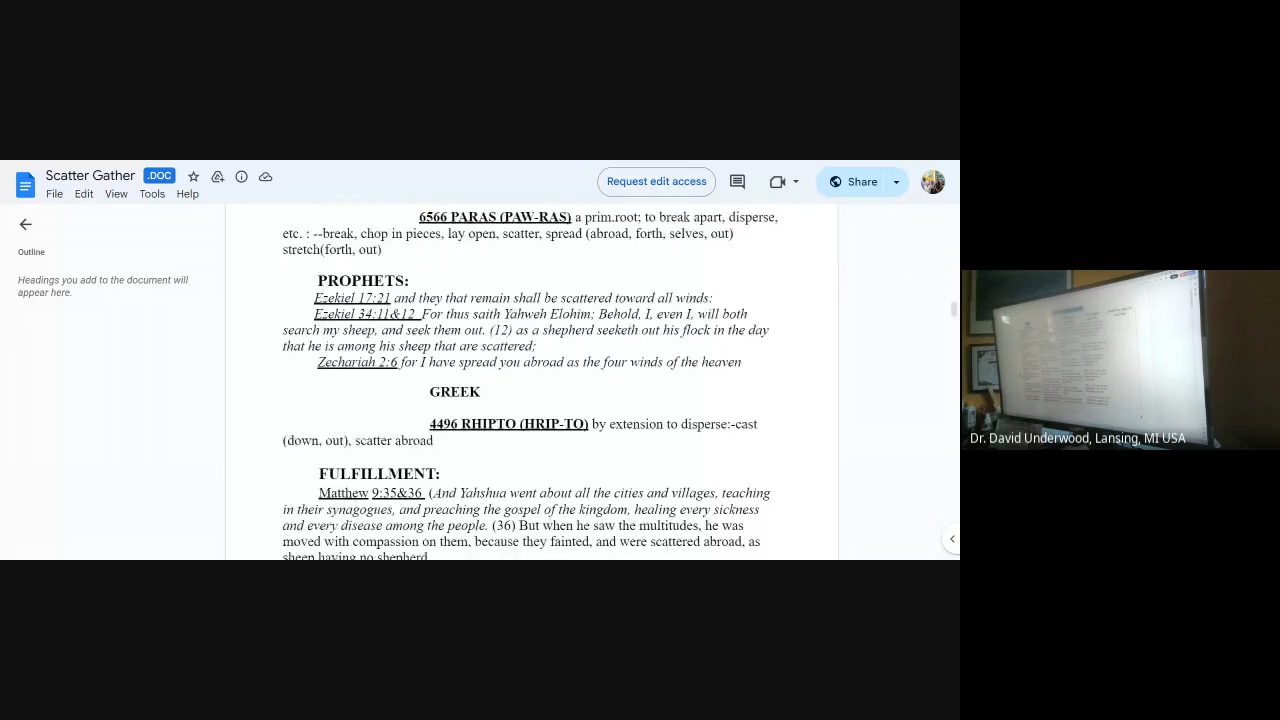 Scatter Gather .DOC
File Edit View Tools Help
Request edit access
Share
Outline
Headings you add to the document will
appear here.
6566 PARAS (PAW-RAS) a prim.root; to break apart, disperse,
etc. : --break, chop in pieces, lay open, scatter, spread (abroad, forth, selves, out)
stretch(forth, out)
PROPHETS:
Ezekiel 17:21 and they that remain shall be scattered toward all winds:
Ezekiel 34:11&12 For thus saith Yahweh Elohim; Behold, I, even I, will both
search my sheep, and seek them out. (12) as a shepherd seeketh out his flock in the day
that he is among his sheep that are scattered;
Zechariah 2:6 for I have spread you abroad as the four winds of the heaven
GREEK
4496 RHIPTO (HRIP-TO) by extension to disperse:-cast
(down, out), scatter abroad
FULFILLMENT:
Matthew 9:35&36 (And Yahshua went about all the cities and villages, teaching
in their synagogues, and preaching the gospel of the kingdom, healing every sickness
and every disease among the people. (36) But when he saw the multitudes, he was
moved with compassion on them, because they fainted, and were scattered abroad, as
sheep having no shepherd
Dr. David Underwood, Lansing, MI USA